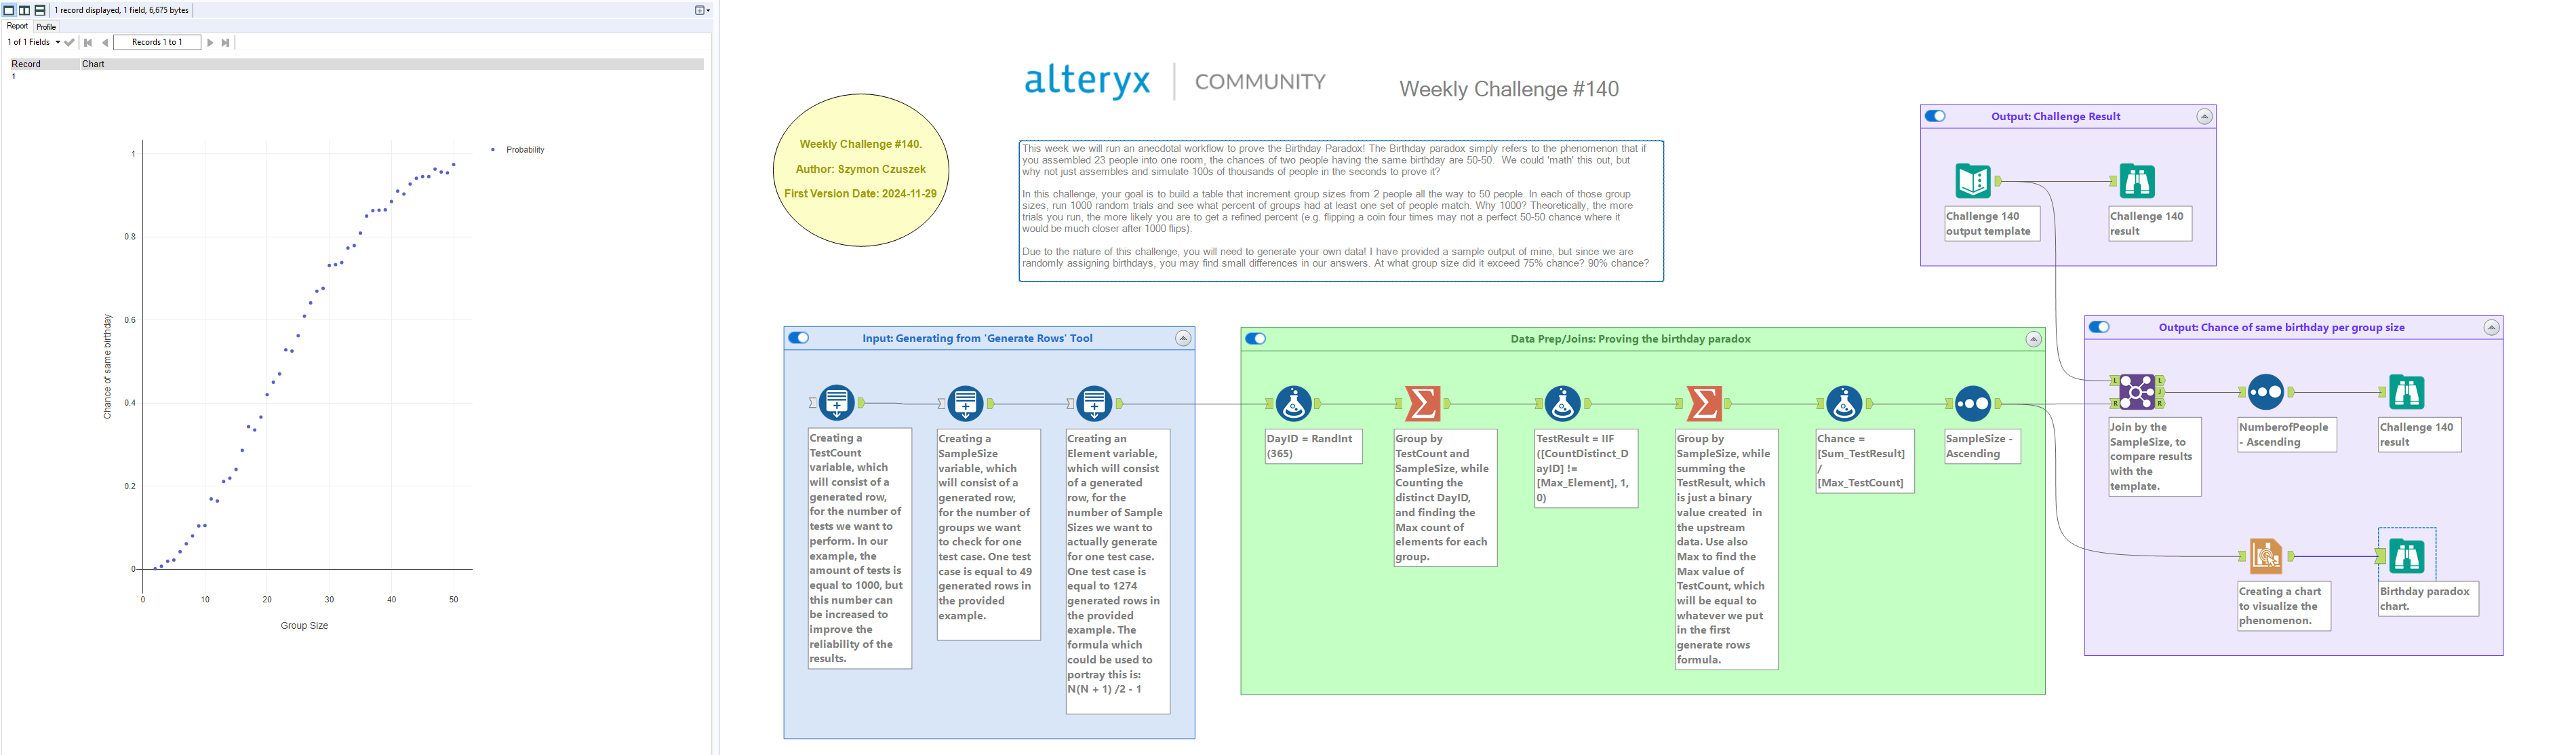 1 record displayed, 1 field, 6,675 bytes
Report
Profile
1 of 1 Fields
Records 1 to 1
Record
Chart
1
1
0.8
0.6
0.4
0.2
0
0
10
20
30
40
50
Chance of same birthday
Group Size
Probability
Weekly Challenge #140.
Author: Szymon Czuszek
First Version Date: 2024-11-29
alteryx
COMMUNITY
Weekly Challenge #140
This week we will run an anecdotal workflow to prove the Birthday Paradox! The Birthday paradox simply refers to the phenomenon that if
you assembled 23 people into one room, the chances of two people having the same birthday are 50-50.  We could 'math' this out, but
why not just assembles and simulate 100s of thousands of people in the seconds to prove it?
In this challenge, your goal is to build a table that increment group sizes from 2 people all the way to 50 people. In each of those group
sizes, run 1000 random trials and see what percent of groups had at least one set of people match. Why 1000? Theoretically, the more
trials you run, the more likely you are to get a refined percent (e.g. flipping a coin four times may not a perfect 50-50 chance where it
would be much closer after 1000 flips).
Due to the nature of this challenge, you will need to generate your own data! I have provided a sample output of mine, but since we are
randomly assigning birthdays, you may find small differences in our answers. At what group size did it exceed 75% chance? 90% chance?
Output: Challenge Result
Challenge 140
output template
Challenge 140
result
Input: Generating from 'Generate Rows' Tool
Creating a
TestCount
variable, which
will consist of a
generated row,
for the number of
tests we want to
perform. In our
example, the
amount of tests is
equal to 1000, but
this number can
be increased to
improve the
reliability of the
results.
Creating a
SampleSize
variable, which
will consist of a
generated row,
for the number of
groups we want
to check for one
test case. One test
case is equal to 49
generated rows in
the provided
example.
Creating an
Element variable,
which will consist
of a generated
row, for the
number of Sample
Sizes we want to
actually generate
for one test case.
One test case is
equal to 1274
generated rows in
the provided
example. The
formula which
could be used to
portray this is:
N(N + 1) /2 - 1
Data Prep/Joins: Proving the birthday paradox
DayID = RandInt
(365)
Group by
TestCount and
SampleSize, while
Counting the
distinct DayID,
and finding the
Max count of
elements for each
group.
TestResult = IIF
([CountDistinct_D
ayID] !=
[Max_Element], 1,
0)
Group by
SampleSize, while
summing the
TestResult, which
is just a binary
value created  in
the upstream
data. Use also
Max to find the
Max value of
TestCount, which
will be equal to
whatever we put
in the first
generate rows
formula.
Chance =
[Sum_TestResult]
/
[Max_TestCount]
SampleSize -
Ascending
Output: Chance of same birthday per group size
L
R
L
J
R
Join by the
SampleSize, to
compare results
with the
template.
NumberofPeople
- Ascending
Challenge 140
result
Creating a chart
to visualize the
phenomenon.
Birthday paradox
chart.